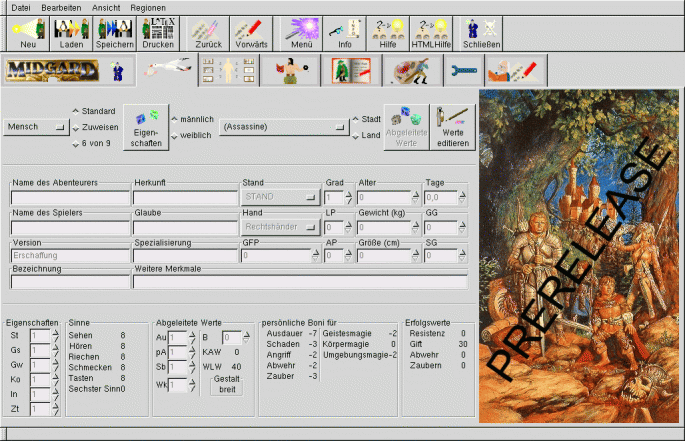 Datei Bearbeiten Ansicht Regionen
LATEX
Neu Laden Speichern Drucken Zurück Vorwärts Menü Info Hilfe HTMLHilfe Schließen
MIDGARD
Mensch
Standard
Zuweisen
6 von 9
Eigen-
schaften
männlich
weiblich
(Assassine)
Stadt
Land
Abgeleitete
Werte
Werte
editieren
Name des Abenteurers Herkunft Stand Grad Alter Tage
STAND 1 0 0,0
Name des Spielers Glaube Hand LP Gewicht (kg) GG
Rechtshänder 0 0 0
Version Spezialisierung GFP AP Größe (cm) SG
Erschaffung 0 0 0 0
Bezeichnung Weitere Merkmale
Eigenschaften
St 1
Gs 1
Gw 1
Ko 1
In 1
Zt 1
Sinne
Sehen 8
Hören 8
Riechen 8
Schmecken 8
Tasten 8
Sechster Sinn0
Abgeleitete Werte
Au 1 B 0
pA 1 KAW 0
Sb 1 WLW 40
Wk 1 Gestalt
breit
persönliche Boni für
Ausdauer -7 Geistesmagie -2
Schaden -3 Körpermagie 0
Angriff -2 Umgebungsmagie-2
Abwehr -2
Zauber -3
Erfolgswerte
Resistenz 0
Gift 30
Abwehr 0
Zaubern 0
PRERELEASE